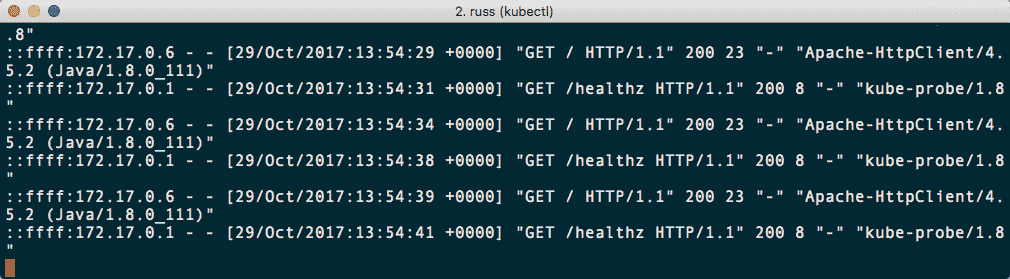 2. russ (kubectl)
.8"
::ffff:172.17.0.6 - - [29/Oct/2017:13:54:29 +0000] "GET / HTTP/1.1" 200 23 "-" "Apache-HttpClient/4.
5.2 (Java/1.8.0_111)"
::ffff:172.17.0.1 - - [29/Oct/2017:13:54:31 +0000] "GET /healthz HTTP/1.1" 200 8 "-" "kube-probe/1.8
"
::ffff:172.17.0.6 - - [29/Oct/2017:13:54:34 +0000] "GET / HTTP/1.1" 200 23 "-" "Apache-HttpClient/4.
5.2 (Java/1.8.0_111)"
::ffff:172.17.0.1 - - [29/Oct/2017:13:54:38 +0000] "GET /healthz HTTP/1.1" 200 8 "-" "kube-probe/1.8
"
::ffff:172.17.0.6 - - [29/Oct/2017:13:54:39 +0000] "GET / HTTP/1.1" 200 23 "-" "Apache-HttpClient/4.
5.2 (Java/1.8.0_111)"
::ffff:172.17.0.1 - - [29/Oct/2017:13:54:41 +0000] "GET /healthz HTTP/1.1" 200 8 "-" "kube-probe/1.8
"